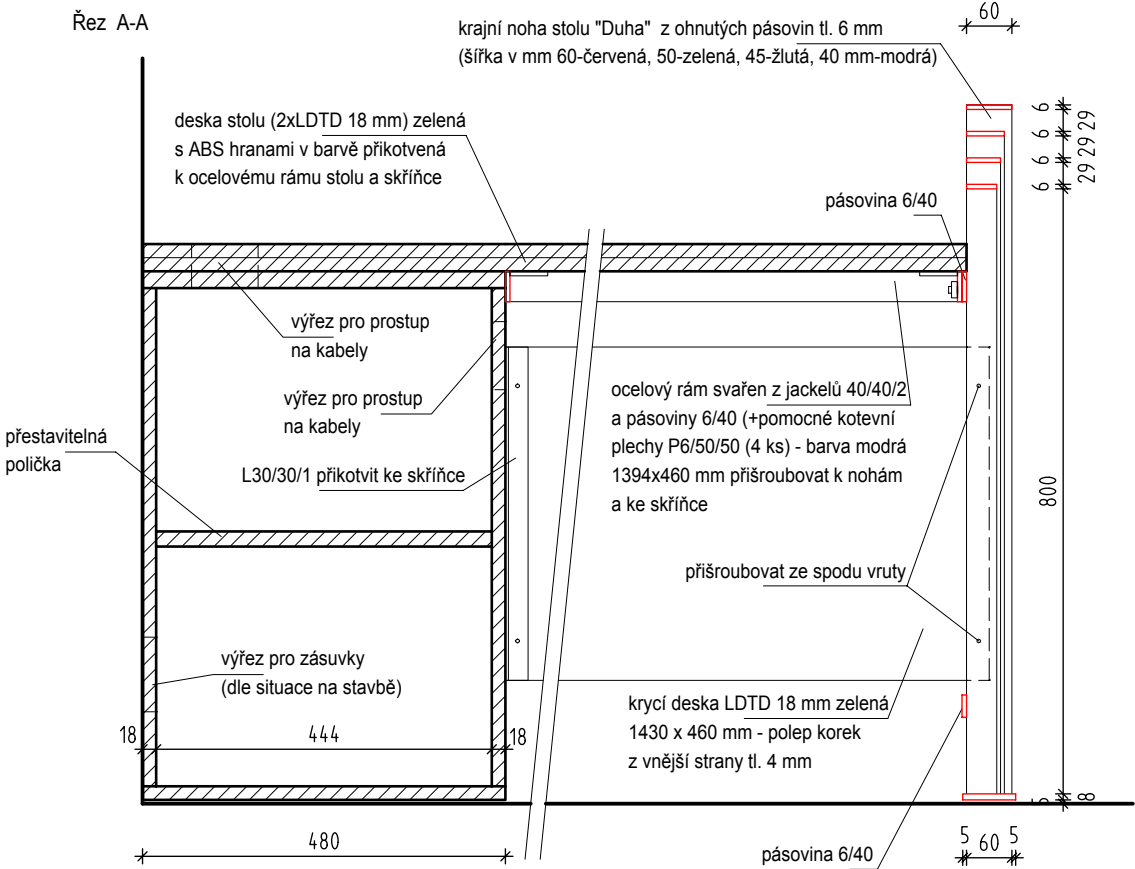 Řez A-A
krajní noha stolu "Duha" z ohnutých pásovin tl. 6 mm
(šířka v mm 60-červená, 50-zelená, 45-žlutá, 40 mm-modrá)
60
deska stolu (2xLDTD 18 mm) zelená
s ABS hranami v barvě přikotvená
k ocelovému rámu stolu a skříňce
6
29
6
29
6
29
6
pásovina 6/40
výřez pro prostup
na kabely
výřez pro prostup
na kabely
ocelový rám svařen z jackelů 40/40/2
a pásoviny 6/40 (+pomocné kotevní
plechy P6/50/50 (4 ks) - barva modrá
1394x460 mm přišroubovat k nohám
a ke skříňce
přestavitelná
polička
L30/30/1 přikotvit ke skříňce
800
přišroubovat ze spodu vruty
výřez pro zásuvky
(dle situace na stavbě)
krycí deska LDTD 18 mm zelená
1430 x 460 mm - polep korek
z vnější strany tl. 4 mm
18
444
18
8
480
5
60
5
pásovina 6/40